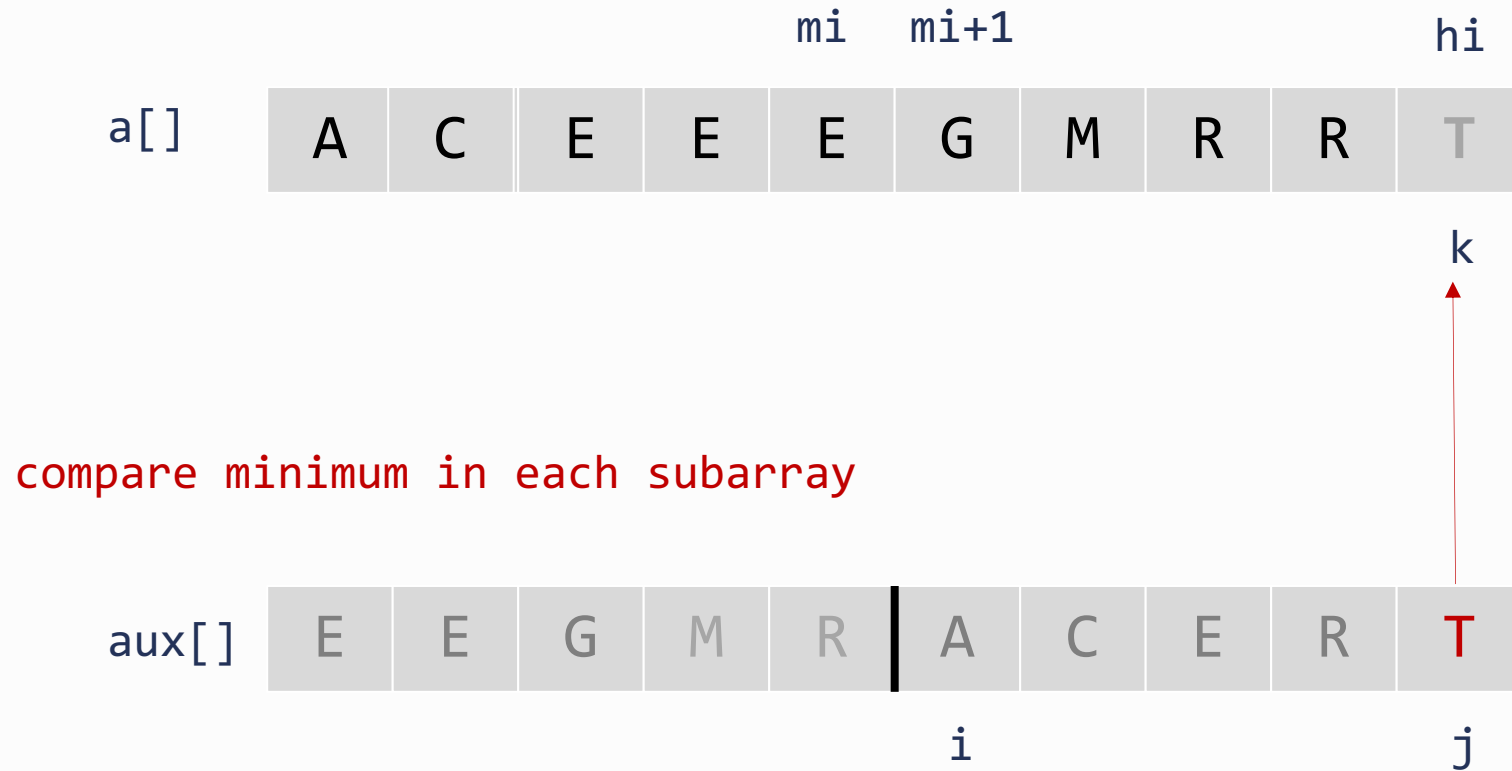 mi mi+1 hi
a[] A C E E E G M R R T
k
compare minimum in each subarray
aux[] E E G M R A C E R T
i j